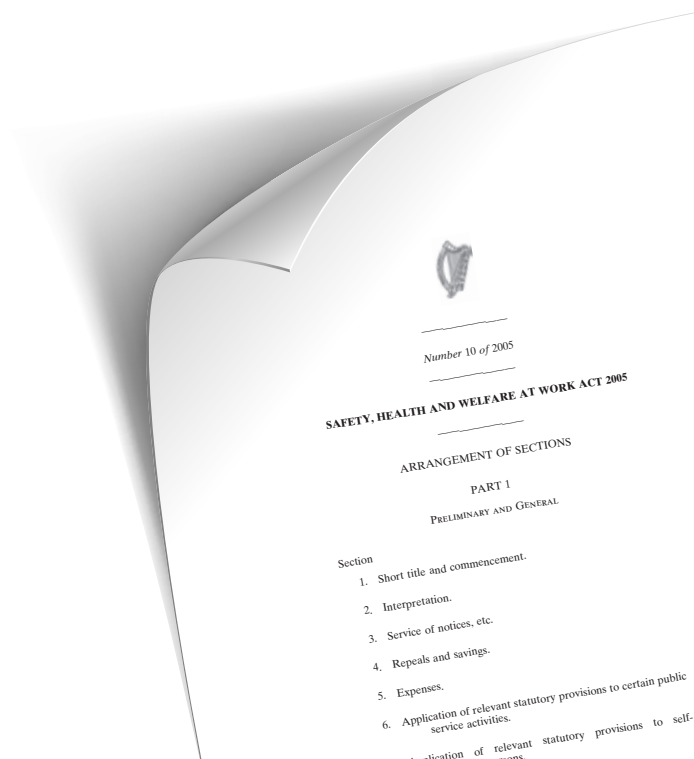 Number 10 of 2005
SAFETY, HEALTH AND WELFARE AT WORK ACT 2005
ARRANGEMENT OF SECTIONS
PART 1
Preliminary and General
Section
1. Short title and commencement.
2. Interpretation.
3. Service of notices, etc.
4. Repeals and savings.
5. Expenses.
6. Application of relevant statutory provisions to certain public
service activities.
of relevant statutory provisions to self-